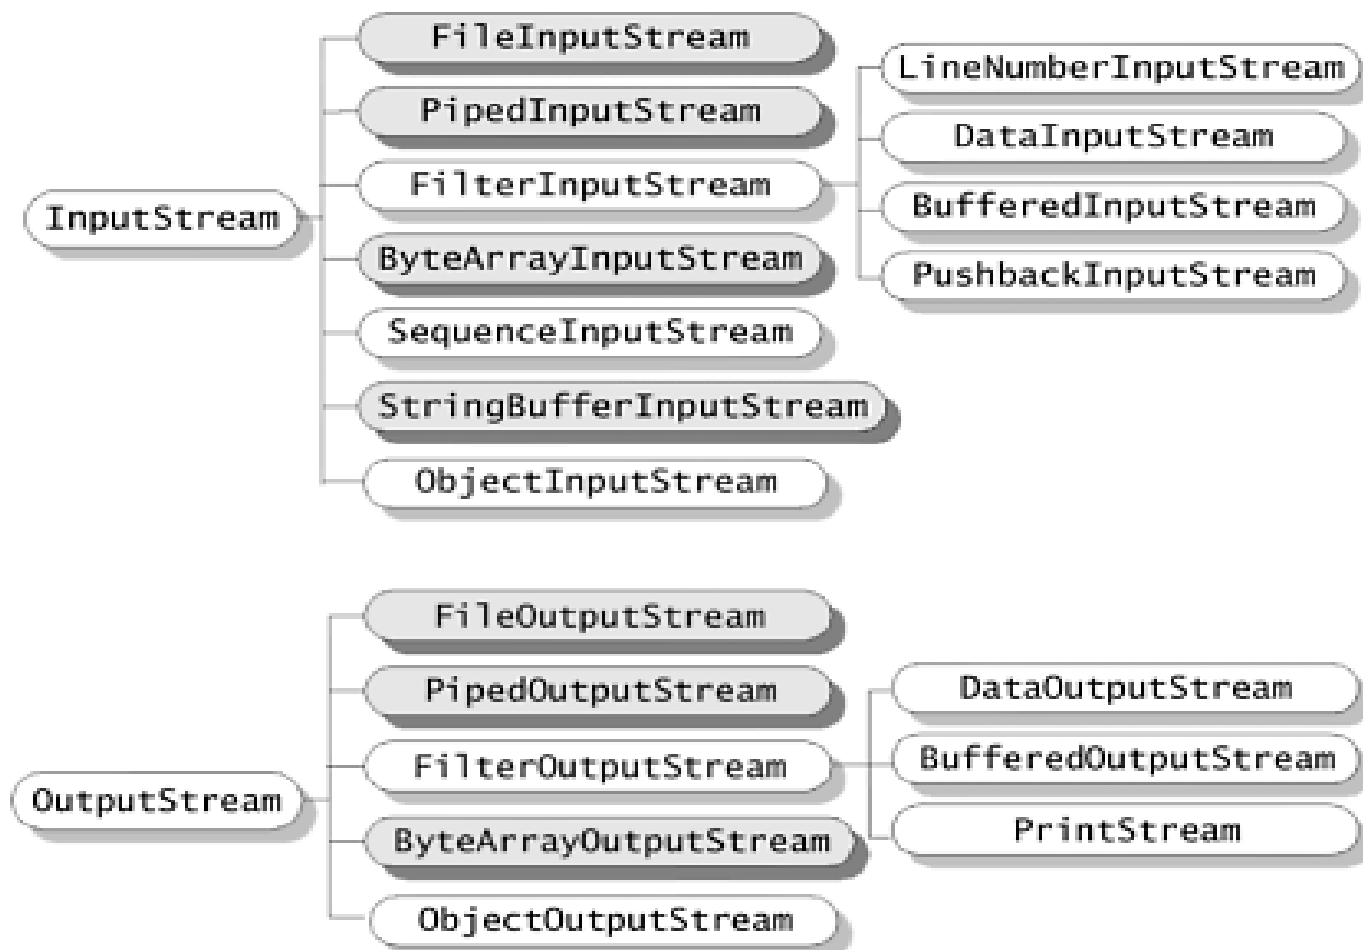 FileInputStream
LineNumberInputStream
PipedInputStream
DataInputStream
FilterInputStream
InputStream
BufferedInputStream
ByteArrayInputStream
PushbackInputStream
SequenceInputStream
StringBufferInputStream
ObjectInputStream
FileOutputStream
PipedOutputStream
DataOutputStream
FilterOutputStream
BufferedOutputStream
OutputStream
ByteArrayOutputStream
PrintStream
ObjectOutputStream